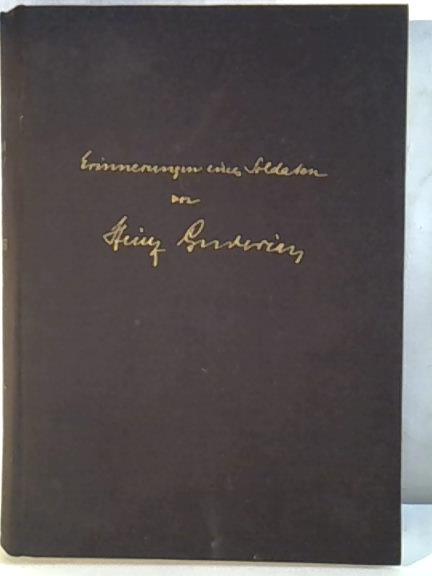 Erinnerungen eines Soldaten
von
Heinz Guderian